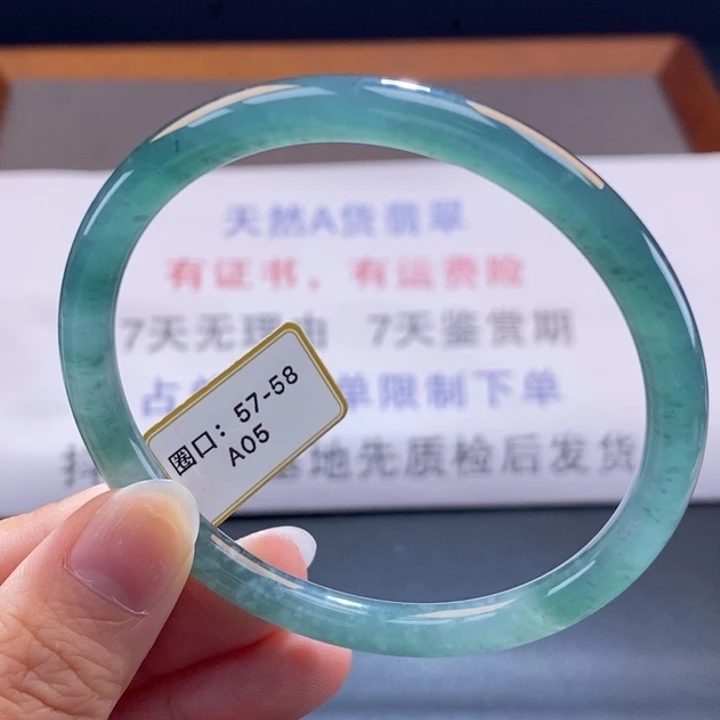 天然A货翡翠
有证书，有运费险
7天无理由 7天鉴赏期
单限制下单
地先质检后发货
圈口：57-58
A05